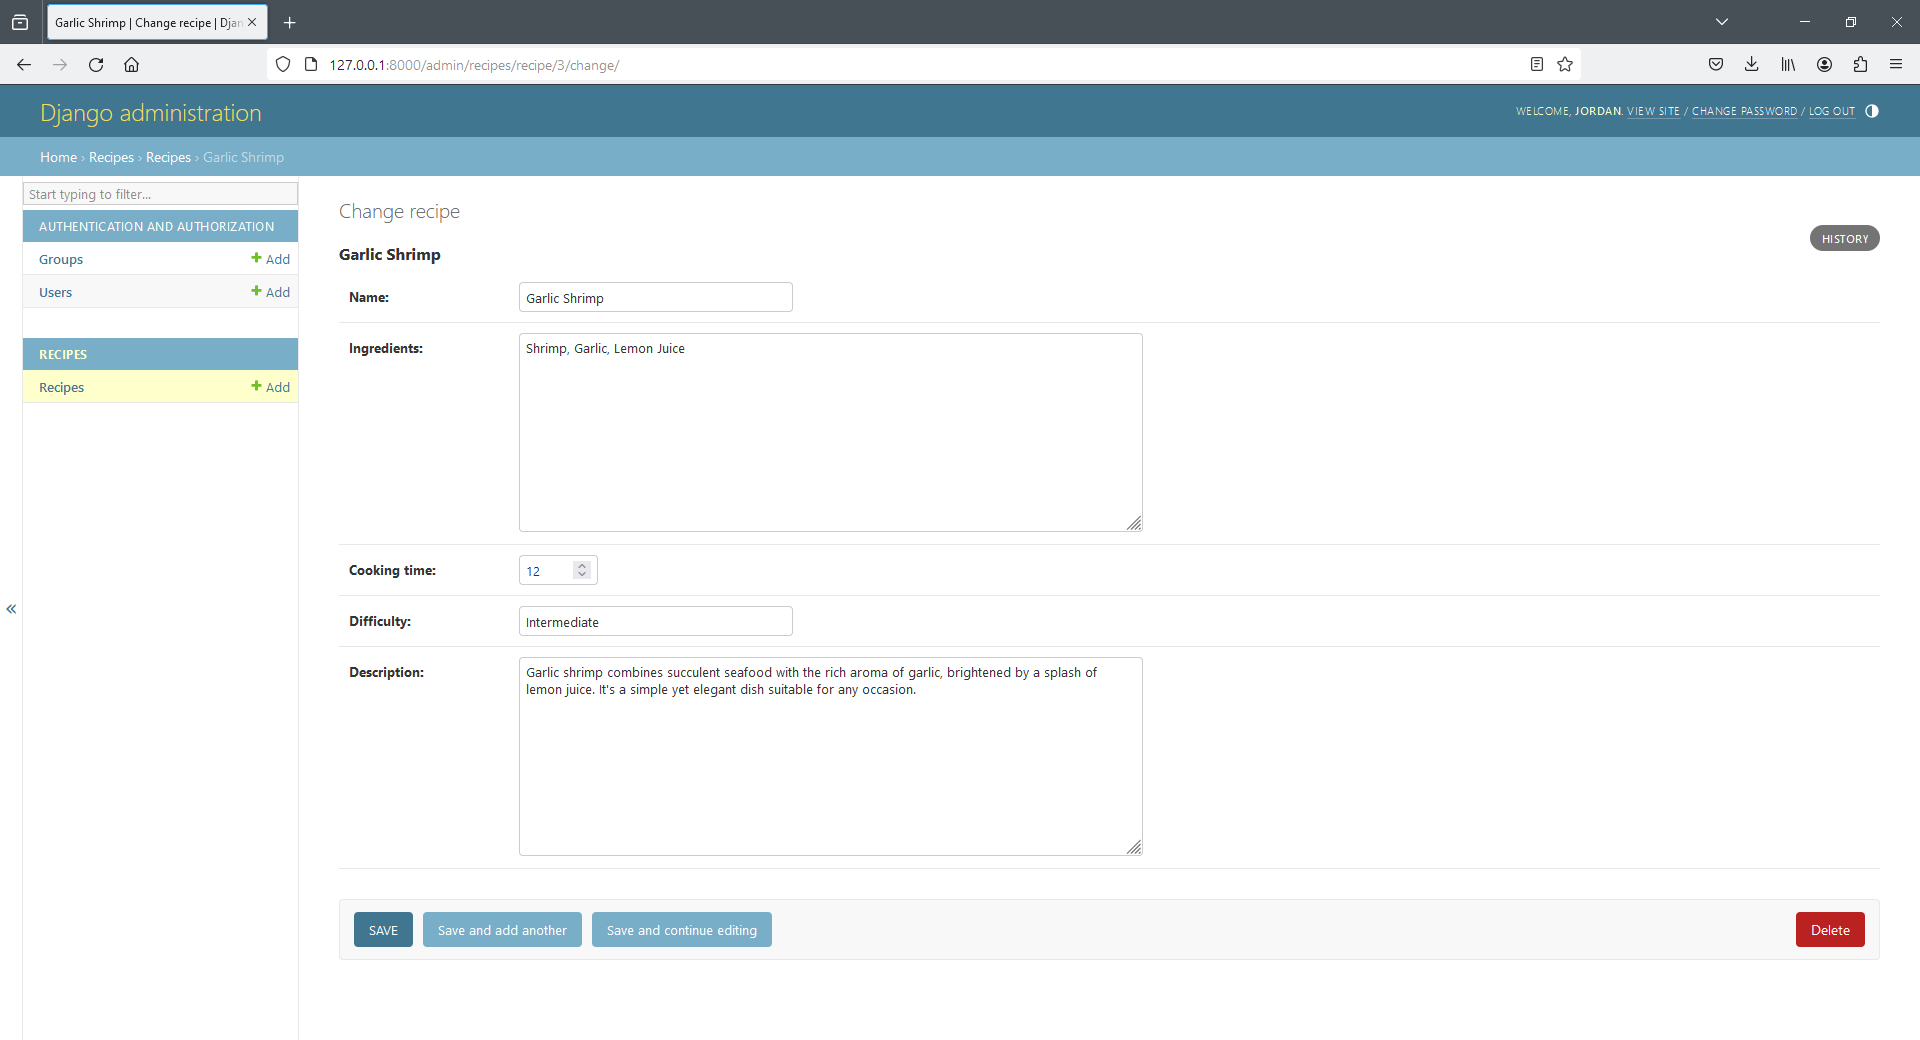 Garlic Shrimp | Change recipe | Djan
127.0.0.1:8000/admin/recipes/recipe/3/change/
Django administration
WELCOME, JORDAN. VIEW SITE / CHANGE PASSWORD / LOG OUT
Home › Recipes › Recipes › Garlic Shrimp
Start typing to filter...
AUTHENTICATION AND AUTHORIZATION
Groups + Add
Users + Add
RECIPES
Recipes + Add
«
Change recipe
HISTORY
Garlic Shrimp
Name: Garlic Shrimp
Ingredients: Shrimp, Garlic, Lemon Juice
Cooking time: 12
Difficulty: Intermediate
Description: Garlic shrimp combines succulent seafood with the rich aroma of garlic, brightened by a splash of
lemon juice. It's a simple yet elegant dish suitable for any occasion.
SAVE Save and add another Save and continue editing Delete